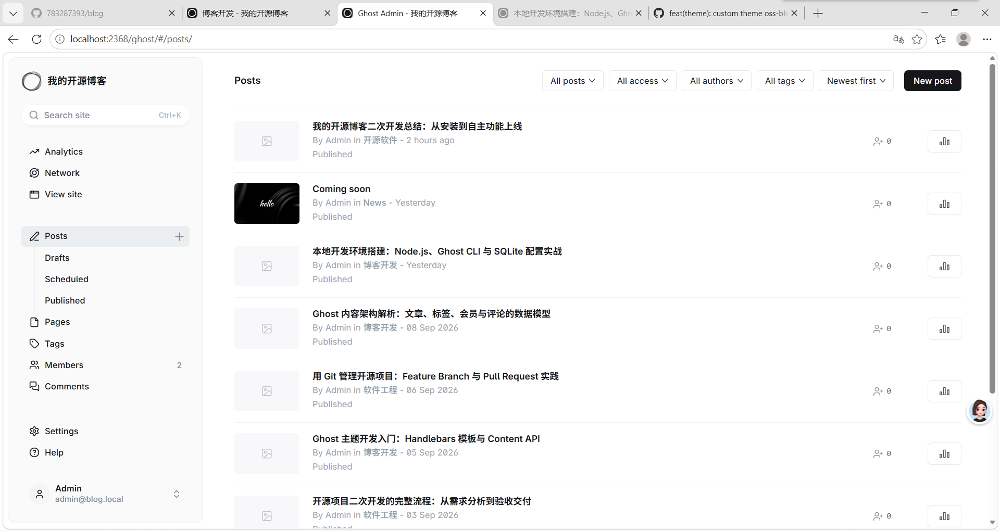 783287393/blog
博客开发 - 我的开源博客
Ghost Admin - 我的开源博客
本地开发环境搭建：Node.js、Gho
feat(theme): custom theme oss-blo
localhost:2368/ghost/#/posts/
我的开源博客
Search site
Ctrl+K
Analytics
Network
View site
Posts
Drafts
Scheduled
Published
Pages
Tags
Members
2
Comments
Settings
Help
Admin
admin@blog.local
Posts
All posts
All access
All authors
All tags
Newest first
New post
我的开源博客二次开发总结：从安装到自主功能上线
By Admin in 开源软件 - 2 hours ago
Published
0
Coming soon
By Admin in News - Yesterday
Published
0
hello
本地开发环境搭建：Node.js、Ghost CLI 与 SQLite 配置实战
By Admin in 博客开发 - Yesterday
Published
0
Ghost 内容架构解析：文章、标签、会员与评论的数据模型
By Admin in 博客开发 - 08 Sep 2026
Published
0
用 Git 管理开源项目：Feature Branch 与 Pull Request 实践
By Admin in 软件工程 - 06 Sep 2026
Published
0
Ghost 主题开发入门：Handlebars 模板与 Content API
By Admin in 博客开发 - 05 Sep 2026
Published
0
开源项目二次开发的完整流程：从需求分析到验收交付
By Admin in 软件工程 - 03 Sep 2026
Published
0